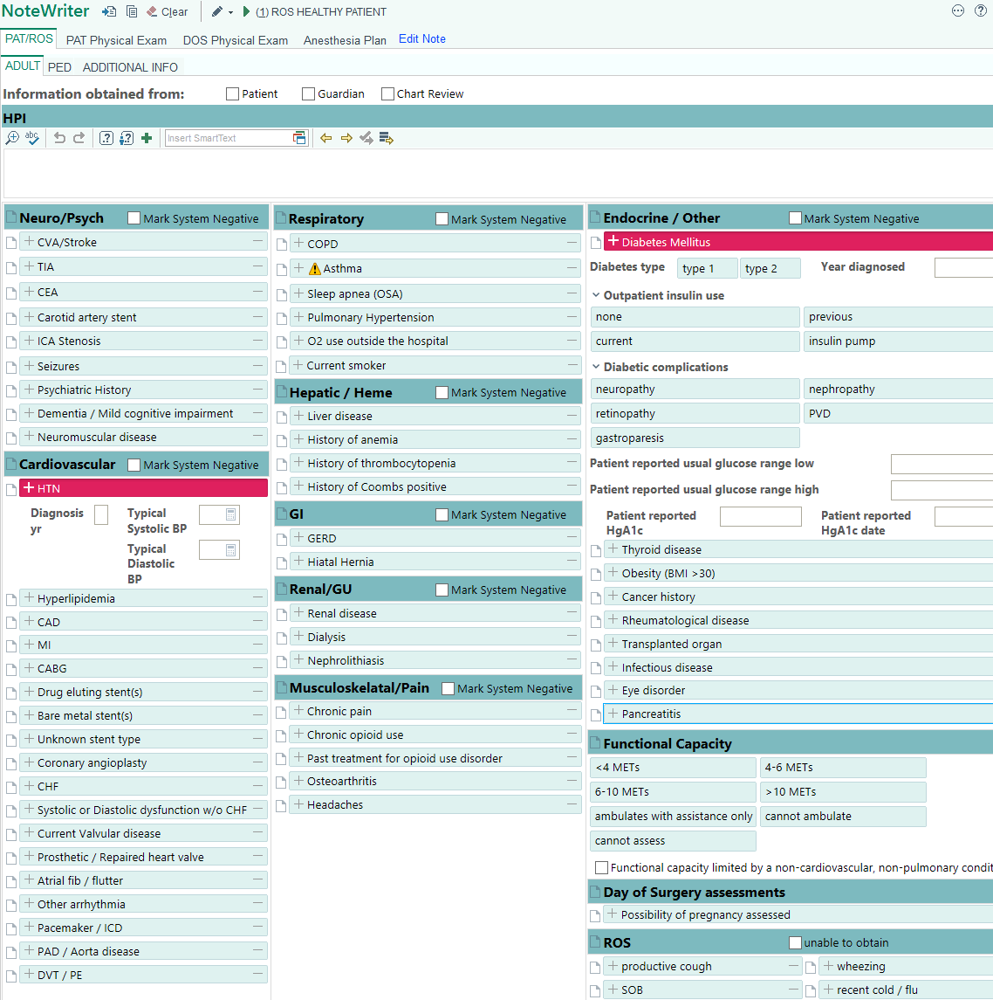 NoteWriter Clear (1) ROS HEALTHY PATIENT
PAT/ROS PAT Physical Exam DOS Physical Exam Anesthesia Plan Edit Note
ADULT PED ADDITIONAL INFO
Information obtained from: Patient Guardian Chart Review
HPI
abc Insert SmartText
Neuro/Psych Mark System Negative
CVA/Stroke
TIA
CEA
Carotid artery stent
ICA Stenosis
Seizures
Psychiatric History
Dementia / Mild cognitive impairment
Neuromuscular disease
Cardiovascular Mark System Negative
HTN
Diagnosis yr
Typical Systolic BP
Typical Diastolic BP
Hyperlipidemia
CAD
MI
CABG
Drug eluting stent(s)
Bare metal stent(s)
Unknown stent type
Coronary angioplasty
CHF
Systolic or Diastolic dysfunction w/o CHF
Current Valvular disease
Prosthetic / Repaired heart valve
Atrial fib / flutter
Other arrhythmia
Pacemaker / ICD
PAD / Aorta disease
DVT / PE
Respiratory Mark System Negative
COPD
Asthma
Sleep apnea (OSA)
Pulmonary Hypertension
O2 use outside the hospital
Current smoker
Hepatic / Heme Mark System Negative
Liver disease
History of anemia
History of thrombocytopenia
History of Coombs positive
GI Mark System Negative
GERD
Hiatal Hernia
Renal/GU Mark System Negative
Renal disease
Dialysis
Nephrolithiasis
Musculoskelatal/Pain Mark System Negative
Chronic pain
Chronic opioid use
Past treatment for opioid use disorder
Osteoarthritis
Headaches
Endocrine / Other Mark System Negative
Diabetes Mellitus
Diabetes type type 1 type 2 Year diagnosed
Outpatient insulin use
none previous
current insulin pump
Diabetic complications
neuropathy nephropathy
retinopathy PVD
gastroparesis
Patient reported usual glucose range low
Patient reported usual glucose range high
Patient reported HgA1c
Patient reported HgA1c date
Thyroid disease
Obesity (BMI >30)
Cancer history
Rheumatological disease
Transplanted organ
Infectious disease
Eye disorder
Pancreatitis
Functional Capacity
<4 METs 4-6 METs
6-10 METs >10 METs
ambulates with assistance only cannot ambulate
cannot assess
Functional capacity limited by a non-cardiovascular, non-pulmonary condit
Day of Surgery assessments
Possibility of pregnancy assessed
ROS unable to obtain
productive cough wheezing
SOB recent cold / flu